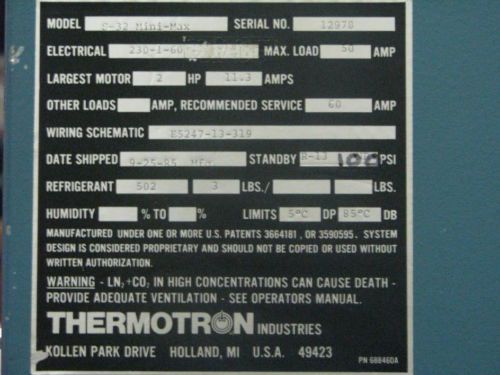 MODEL S-32 Mini-Max SERIAL NO. 12978
ELECTRICAL 230-1-60 MAX. LOAD 50 AMP
LARGEST MOTOR 2 HP 11.3 AMPS
OTHER LOADS AMP, RECOMMENDED SERVICE 60 AMP
WIRING SCHEMATIC E5247-13-319
DATE SHIPPED 9-25-85 MFG. STANDBY R-13 100 PSI
REFRIGERANT 502 3 LBS./ LBS.
HUMIDITY % TO % LIMITS 5°C DP 85°C DB
MANUFACTURED UNDER ONE OR MORE U.S. PATENTS 3664181, OR 3590595. SYSTEM
DESIGN IS CONSIDERED PROPRIETARY AND SHOULD NOT BE COPIED OR USED WITHOUT
WRITTEN AUTHORIZATION.
WARNING - LN₂+CO₂ IN HIGH CONCENTRATIONS CAN CAUSE DEATH -
PROVIDE ADEQUATE VENTILATION - SEE OPERATORS MANUAL.
THERMOTRON INDUSTRIES
KOLLEN PARK DRIVE HOLLAND, MI U.S.A. 49423
PN 688460A